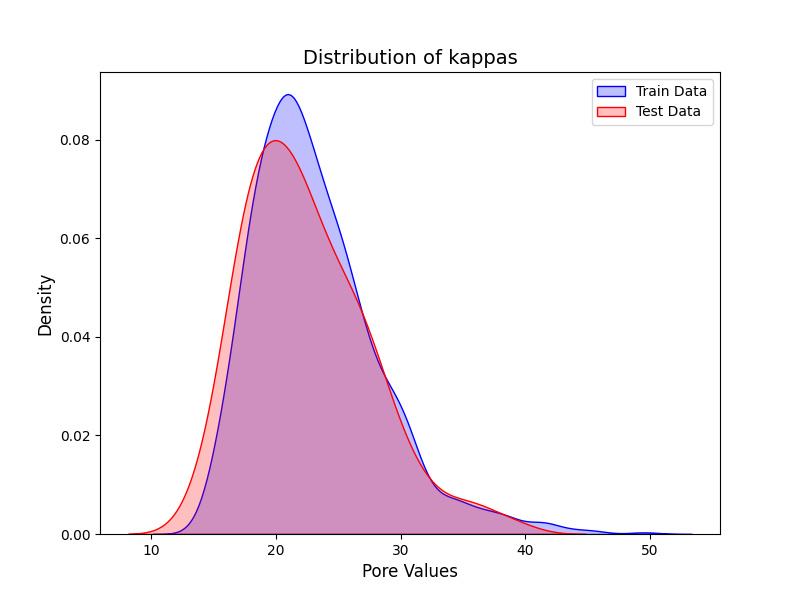 Distribution of kappas
Train Data
Test Data
Density
0.08
0.06
0.04
0.02
0.00
10 20 30 40 50
Pore Values